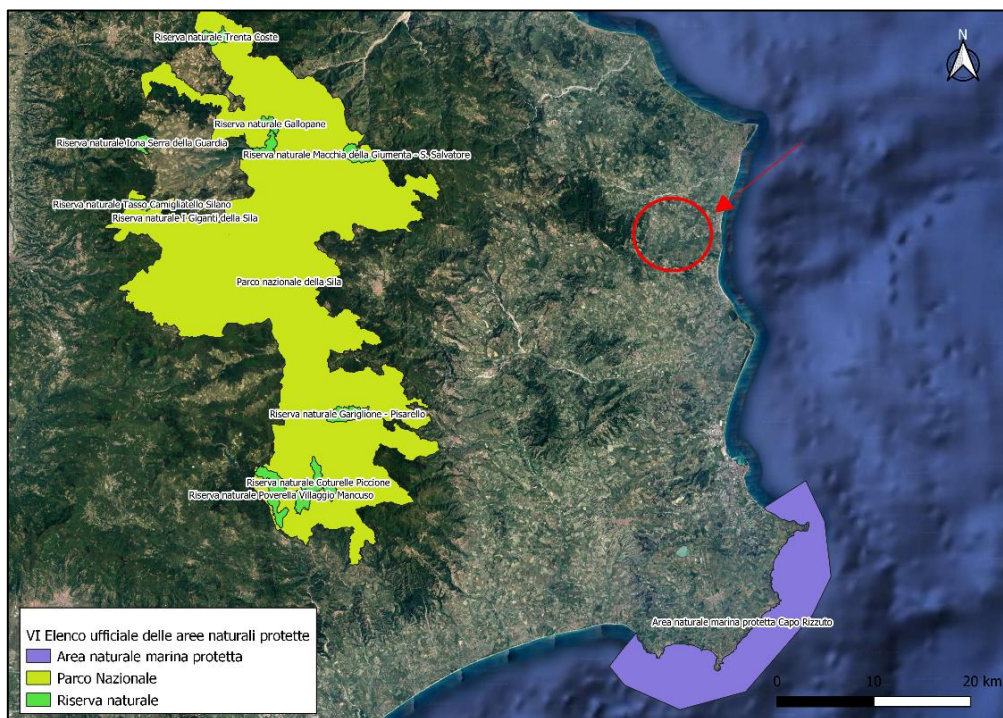 N
Riserva naturale Trenta Coste
Riserva naturale Gallopane
Riserva naturale Iona Serra della Guardia
Riserva naturale Macchia della Giumenta - S. Salvatore
Riserva naturale Tasso Camigliatello Silano
Riserva naturale I Giganti della Sila
Parco nazionale della Sila
Riserva naturale Gariglione - Pisarello
Riserva naturale Coturelle Piccione
Riserva naturale Poverella Villaggio Mancuso
Area naturale marina protetta Capo Rizzuto
VI Elenco ufficiale delle aree naturali protette
Area naturale marina protetta
Parco Nazionale
Riserva naturale
0 10 20 km